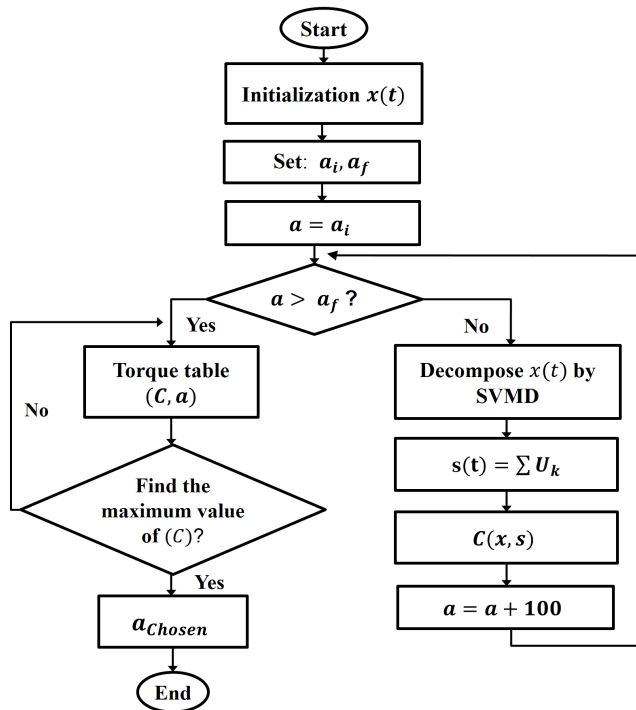 Start
Initialization x(t)
Set: a_i, a_f
a = a_i
a > a_f ?
Yes
No
Torque table
(C, a)
Decompose x(t) by
SVMD
No
s(t) = ∑ U_k
Find the
maximum value
of (C)?
C(x, s)
Yes
a = a + 100
a_Chosen
End